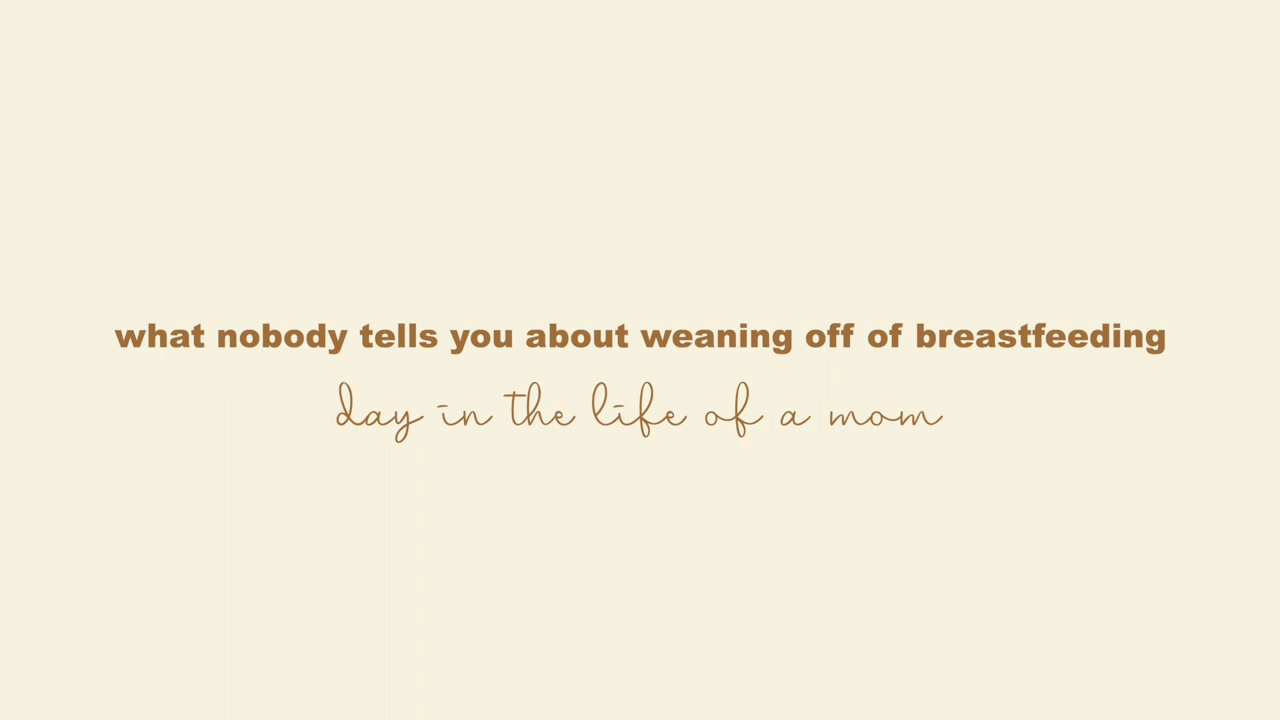 what nobody tells you about weaning off of breastfeeding
day in the life of a mom